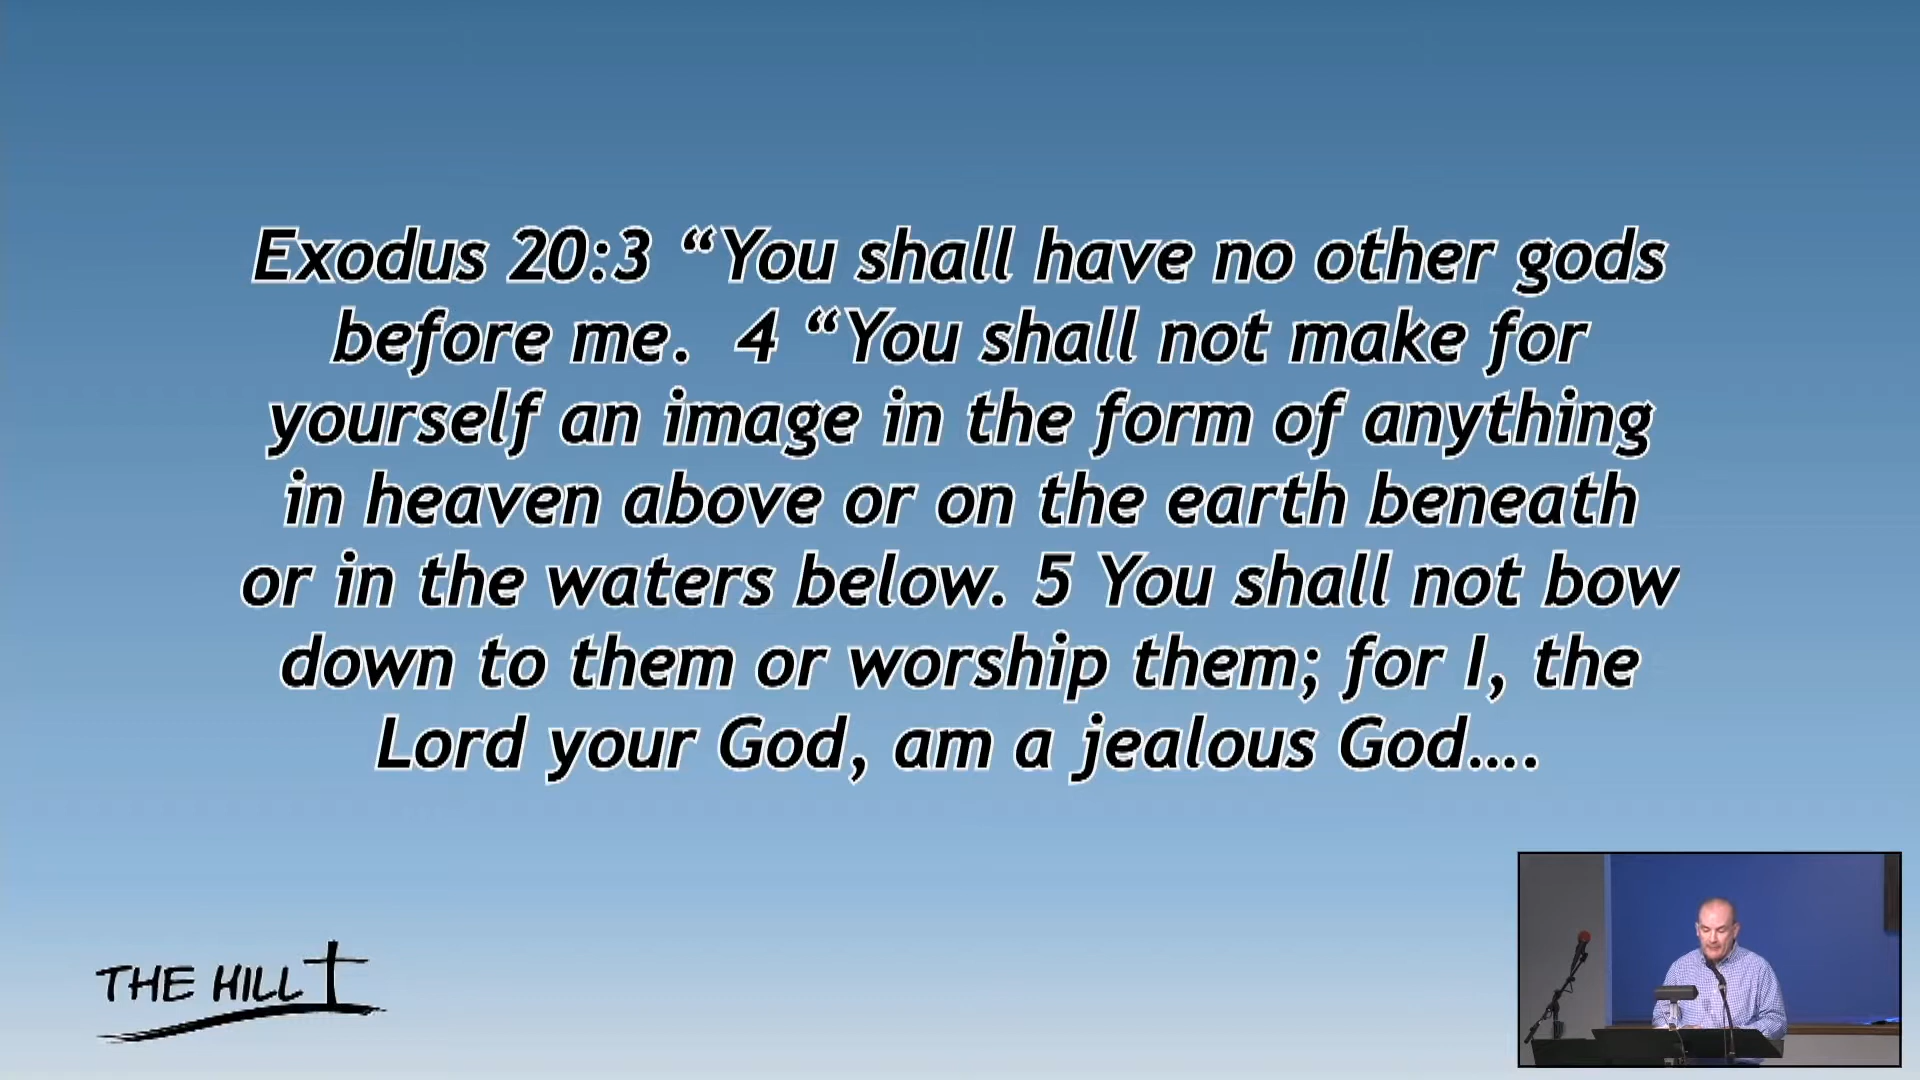 Exodus 20:3 “You shall have no other gods
before me.  4 “You shall not make for
yourself an image in the form of anything
in heaven above or on the earth beneath
or in the waters below. 5 You shall not bow
down to them or worship them; for I, the
Lord your God, am a jealous God….
THE HILL